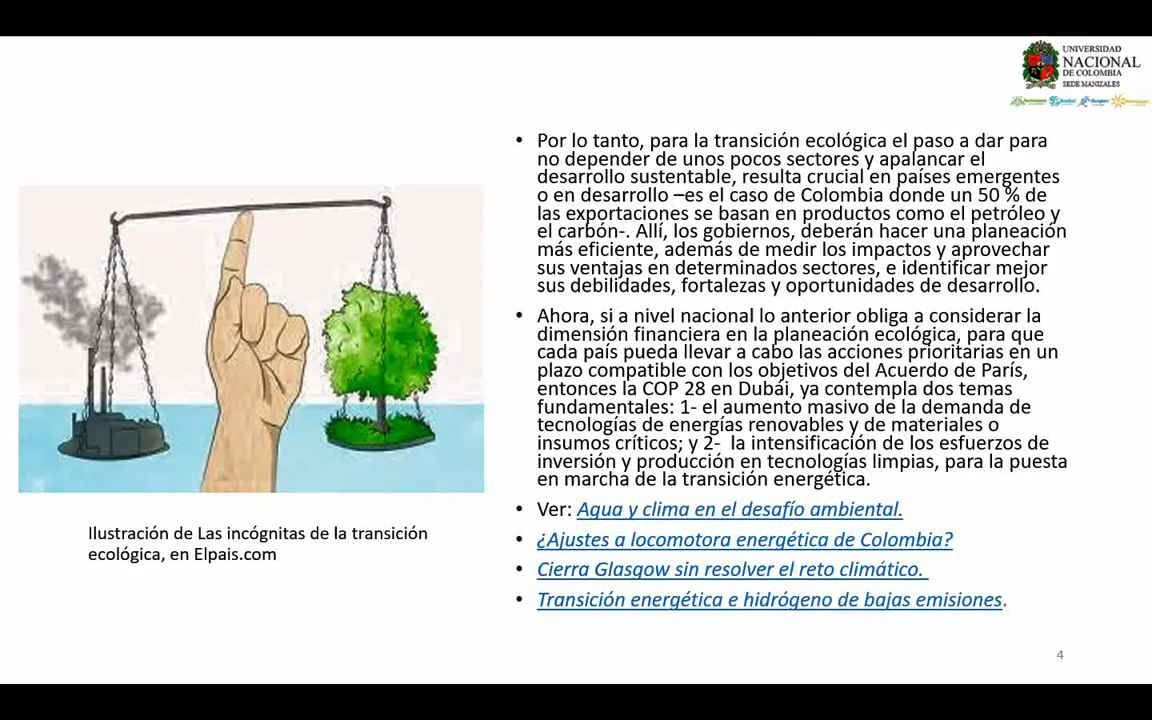 UNIVERSIDAD
NACIONAL
DE COLOMBIA
SEDE MANIZALES
• Por lo tanto, para la transición ecológica el paso a dar para
no depender de unos pocos sectores y apalancar el
desarrollo sustentable, resulta crucial en países emergentes
o en desarrollo –es el caso de Colombia donde un 50 % de
las exportaciones se basan en productos como el petróleo y
el carbón-. Allí, los gobiernos, deberán hacer una planeación
más eficiente, además de medir los impactos y aprovechar
sus ventajas en determinados sectores, e identificar mejor
sus debilidades, fortalezas y oportunidades de desarrollo.
• Ahora, si a nivel nacional lo anterior obliga a considerar la
dimensión financiera en la planeación ecológica, para que
cada país pueda llevar a cabo las acciones prioritarias en un
plazo compatible con los objetivos del Acuerdo de París,
entonces la COP 28 en Dubái, ya contempla dos temas
fundamentales: 1- el aumento masivo de la demanda de
tecnologías de energías renovables y de materiales o
insumos críticos; y 2- la intensificación de los esfuerzos de
inversión y producción en tecnologías limpias, para la puesta
en marcha de la transición energética.
• Ver: Agua y clima en el desafío ambiental.
• ¿Ajustes a locomotora energética de Colombia?
• Cierra Glasgow sin resolver el reto climático.
• Transición energética e hidrógeno de bajas emisiones.
Ilustración de Las incógnitas de la transición
ecológica, en Elpais.com
4